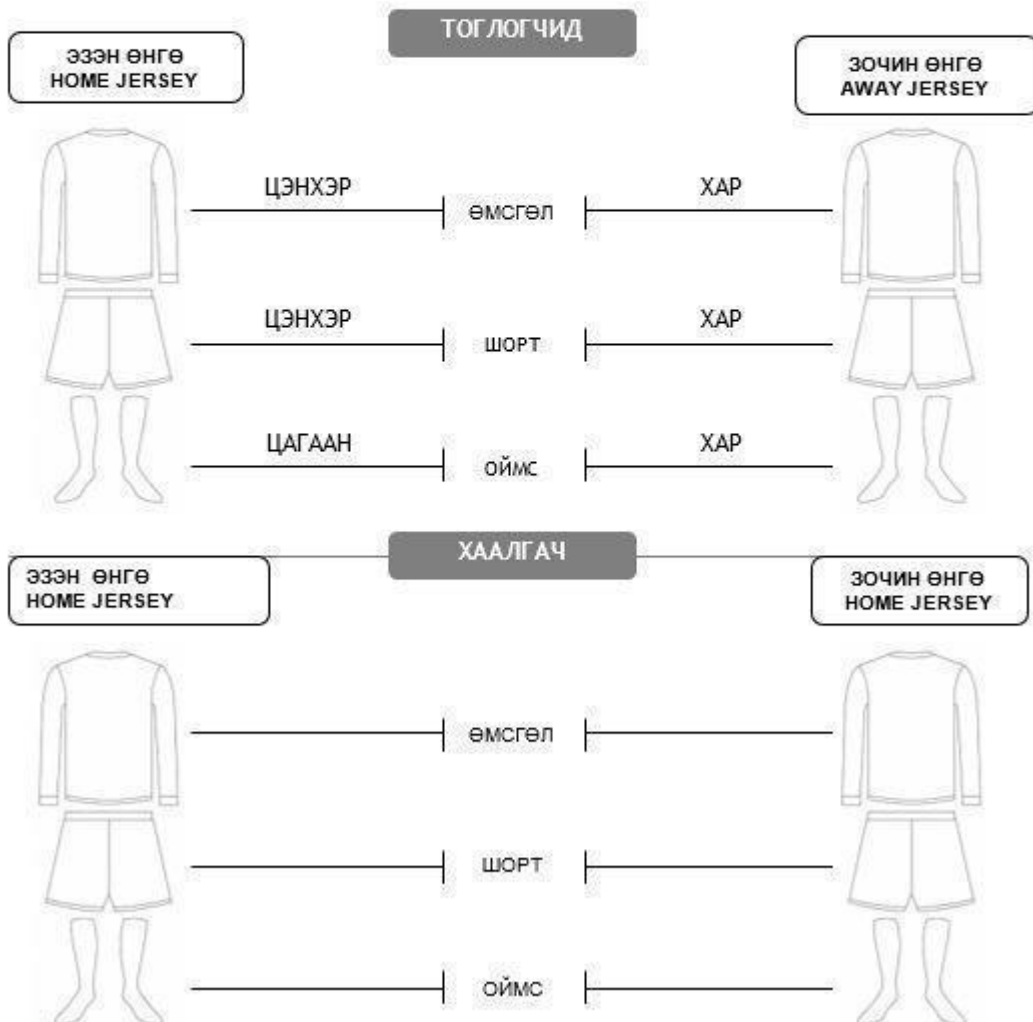 ТОГЛОГЧИД
ЭЗЭН ӨНГӨ
HOME JERSEY
ЗОЧИН ӨНГӨ
AWAY JERSEY
ЦЭНХЭР ӨМСГӨЛ ХАР
ЦЭНХЭР ШОРТ ХАР
ЦАГААН ОЙМС ХАР
ХААЛГАЧ
ЭЗЭН ӨНГӨ
HOME JERSEY
ЗОЧИН ӨНГӨ
HOME JERSEY
ӨМСГӨЛ
ШОРТ
ОЙМС